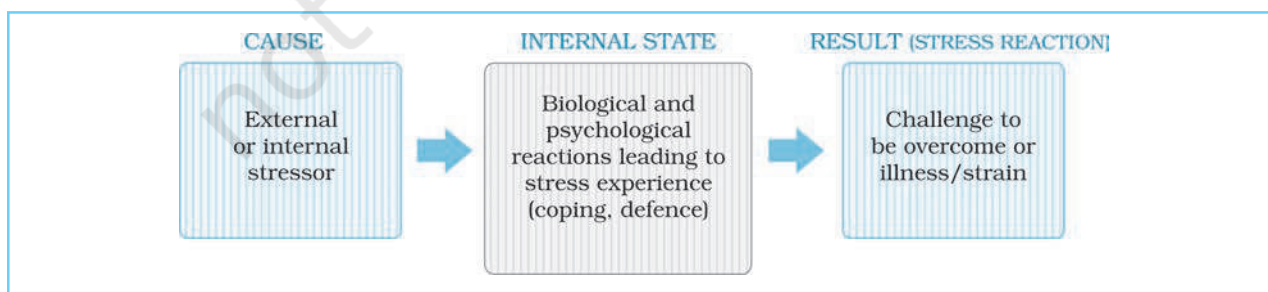 not
CAUSE
External
or internal
stressor
INTERNAL STATE
Biological and
psychological
reactions leading to
stress experience
(coping, defence)
RESULT (STRESS REACTION)
Challenge to
be overcome or
illness/strain